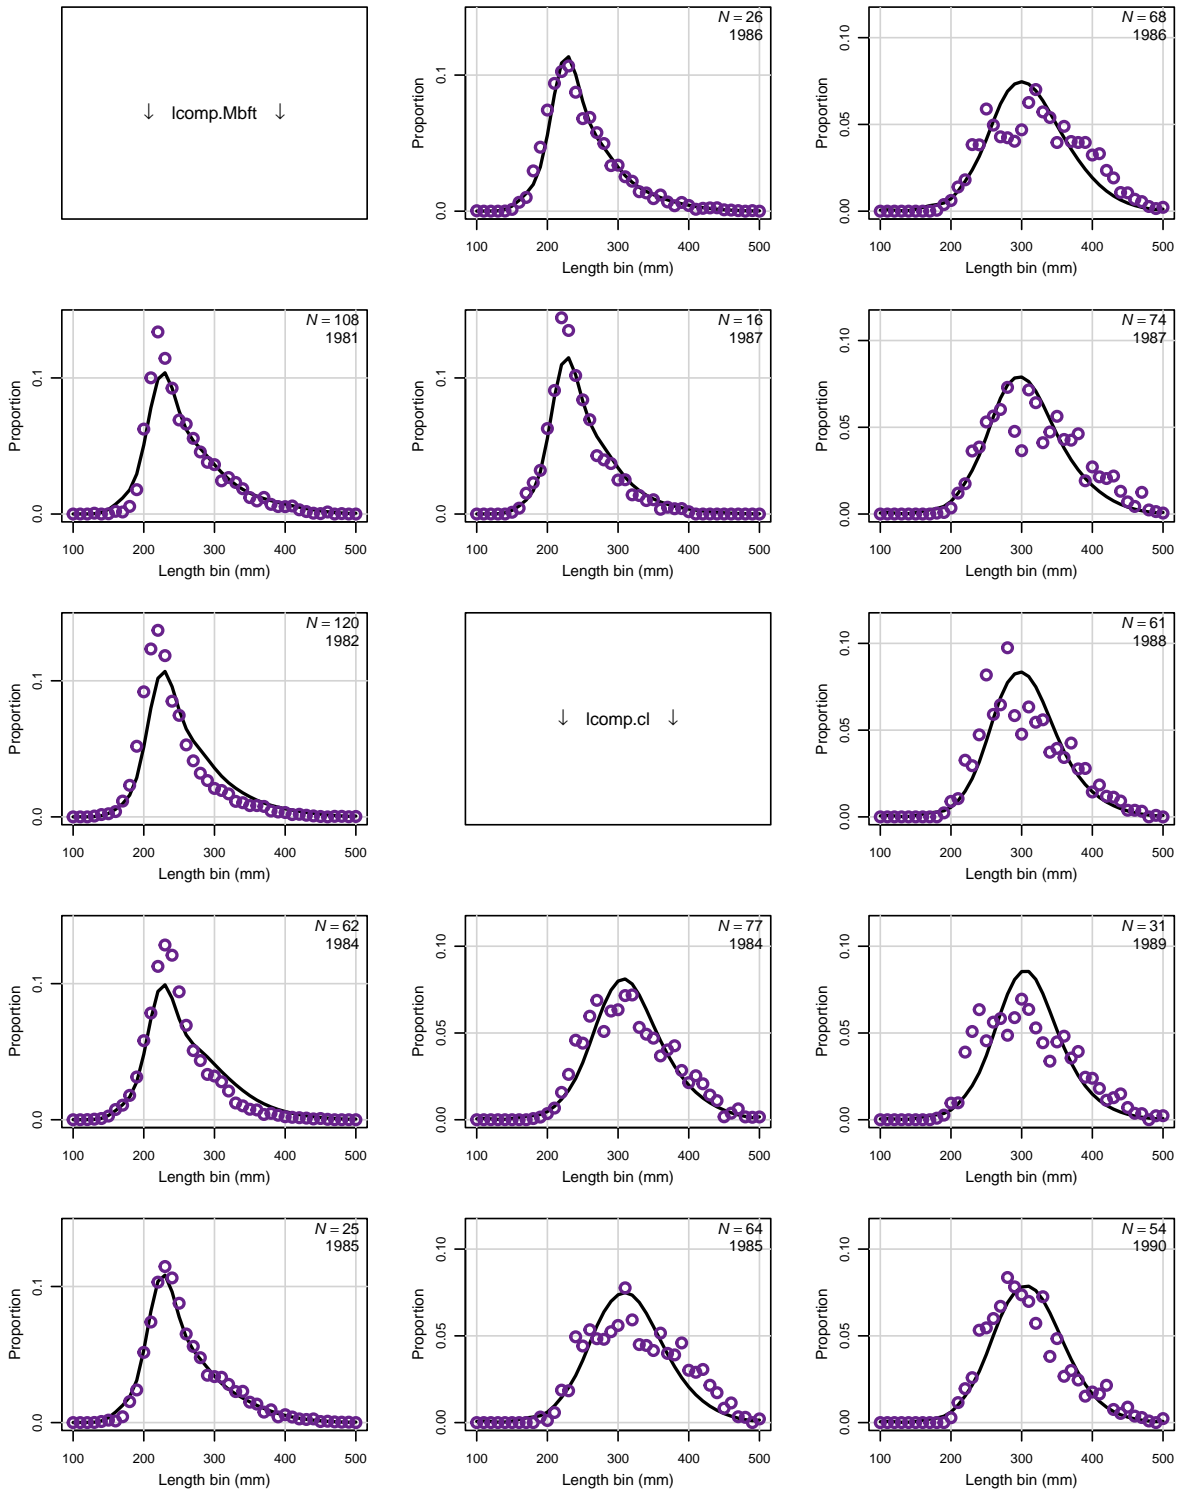 ↓ lcomp.Mbft ↓
N = 108
1981
Proportion
0.0 0.1
100 200 300 400 500
Length bin (mm)
N = 120
1982
Proportion
0.0 0.1
100 200 300 400 500
Length bin (mm)
N = 62
1984
Proportion
0.0 0.1
100 200 300 400 500
Length bin (mm)
N = 25
1985
Proportion
0.0 0.1
100 200 300 400 500
Length bin (mm)
N = 26
1986
Proportion
0.0 0.1
100 200 300 400 500
Length bin (mm)
N = 16
1987
Proportion
0.0 0.1
100 200 300 400 500
Length bin (mm)
↓ lcomp.cl ↓
N = 77
1984
Proportion
0.00 0.05 0.10
100 200 300 400 500
Length bin (mm)
N = 64
1985
Proportion
0.00 0.05 0.10
100 200 300 400 500
Length bin (mm)
N = 68
1986
Proportion
0.00 0.05 0.10
100 200 300 400 500
Length bin (mm)
N = 74
1987
Proportion
0.00 0.05 0.10
100 200 300 400 500
Length bin (mm)
N = 61
1988
Proportion
0.00 0.05 0.10
100 200 300 400 500
Length bin (mm)
N = 31
1989
Proportion
0.00 0.05 0.10
100 200 300 400 500
Length bin (mm)
N = 54
1990
Proportion
0.00 0.05 0.10
100 200 300 400 500
Length bin (mm)